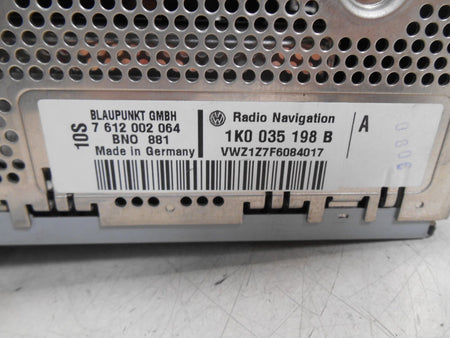 10S
BLAUPUNKT GMBH
7 612 002 064
BNO 881
Made in Germany
Radio Navigation
1K0 035 198 B
VWZ1Z7F6084017
A